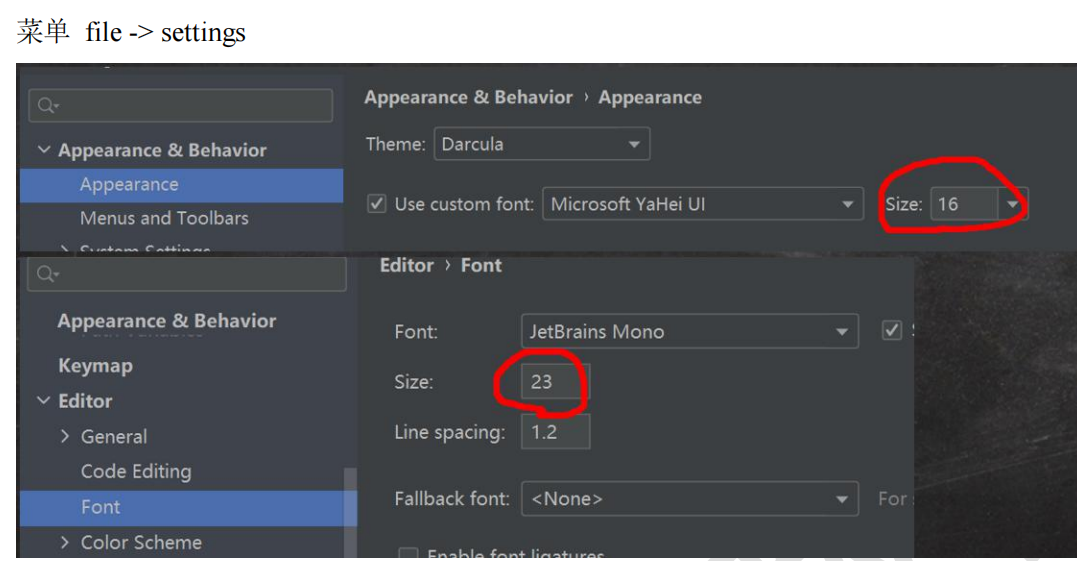 菜单 file -> settings
Appearance & Behavior › Appearance
Appearance & Behavior
Theme: Darcula
Appearance
Menus and Toolbars
Use custom font: Microsoft YaHei UI Size: 16
System Settings
Editor › Font
Appearance & Behavior
Font: JetBrains Mono
Keymap
Size: 23
Editor
General
Line spacing: 1.2
Code Editing
Font
Fallback font: <None> For
Color Scheme
Enable font ligatures